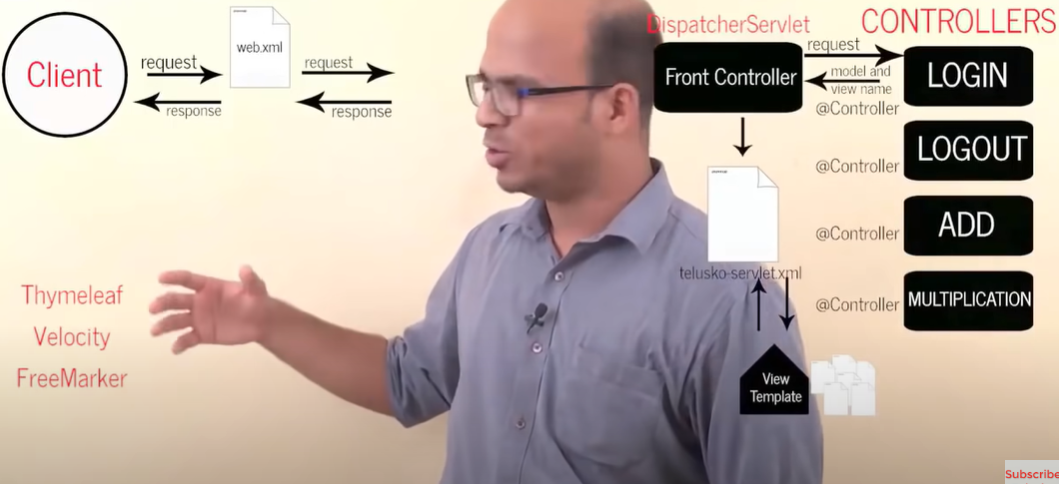 DispatcherServlet
CONTROLLERS
Client
request
response
web.xml
request
response
Front Controller
request
model and
view name
@Controller
LOGIN
@Controller
LOGOUT
@Controller
ADD
@Controller
MULTIPLICATION
telusko-servlet.xml
View
Template
Thymeleaf
Velocity
FreeMarker
Subscribe